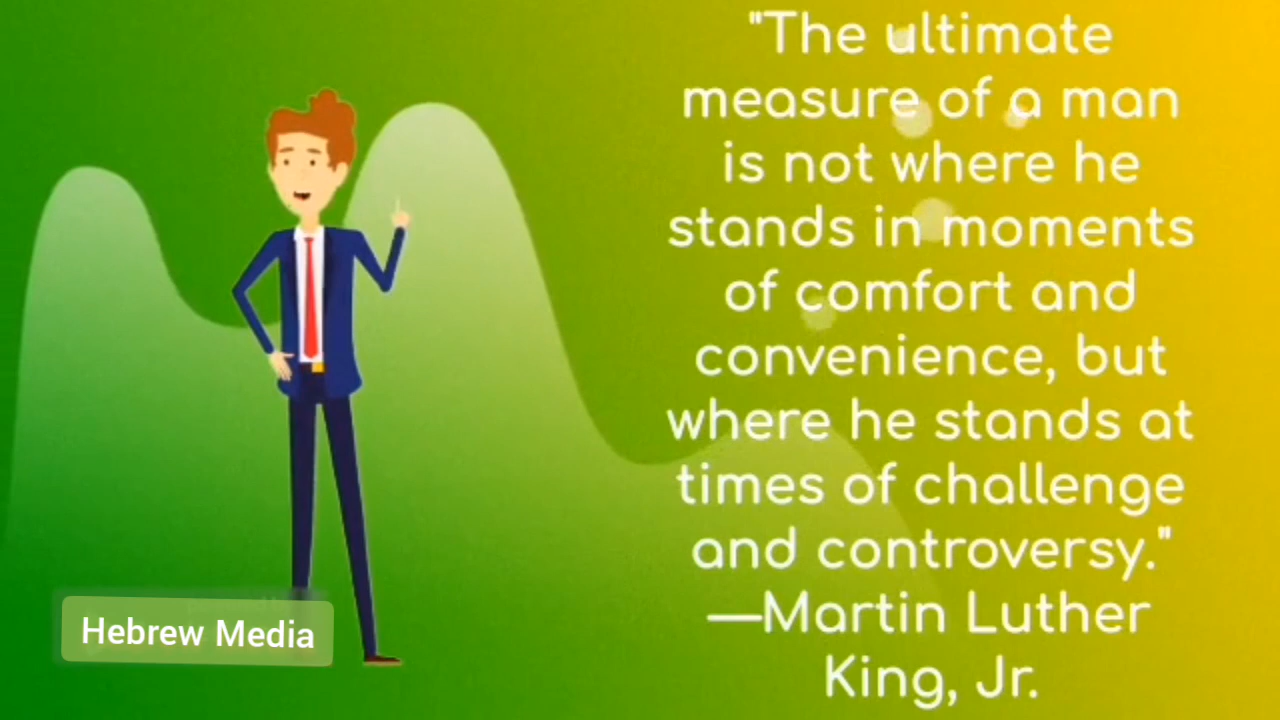 "The ultimate
measure of a man
is not where he
stands in moments
of comfort and
convenience, but
where he stands at
times of challenge
and controversy."
—Martin Luther
King, Jr.
Hebrew Media